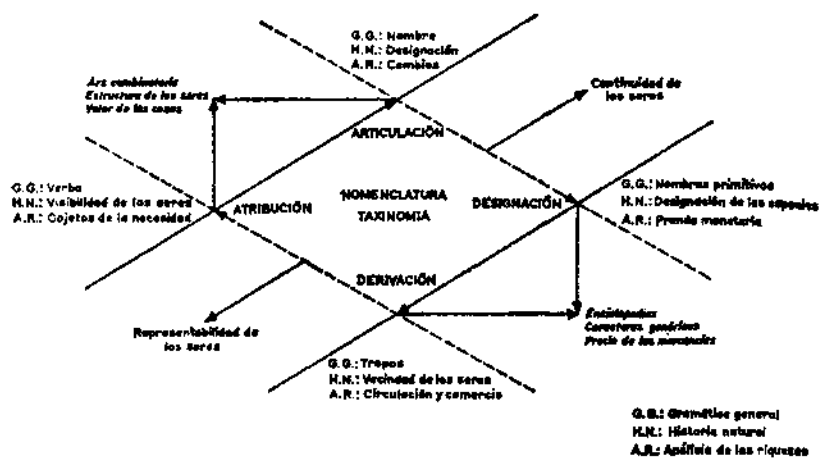 G.G.: Nombre
H.N.: Designación
A.R.: Cambios
Ars combinatoria
Estructura de los seres
Valor de las cosas
Continuidad de
los seres
ARTICULACIÓN
G.G.: Verbo
H.N.: Visibilidad de los seres
A.R.: Objetos de la necesidad
ATRIBUCIÓN
NOMENCLATURA
TAXINOMIA
DESIGNACIÓN
G.G.: Nombres primitivos
H.N.: Designación de las especies
A.R.: Prenda monetaria
DERIVACIÓN
Representabilidad de
los seres
Enciclopedias
Caracteres genéricos
Precio de las mercancías
G.G.: Tropos
H.N.: Vecindad de los seres
A.R.: Circulación y comercio
G.G.: Gramática general
H.N.: Historia natural
A.R.: Análisis de las riquezas